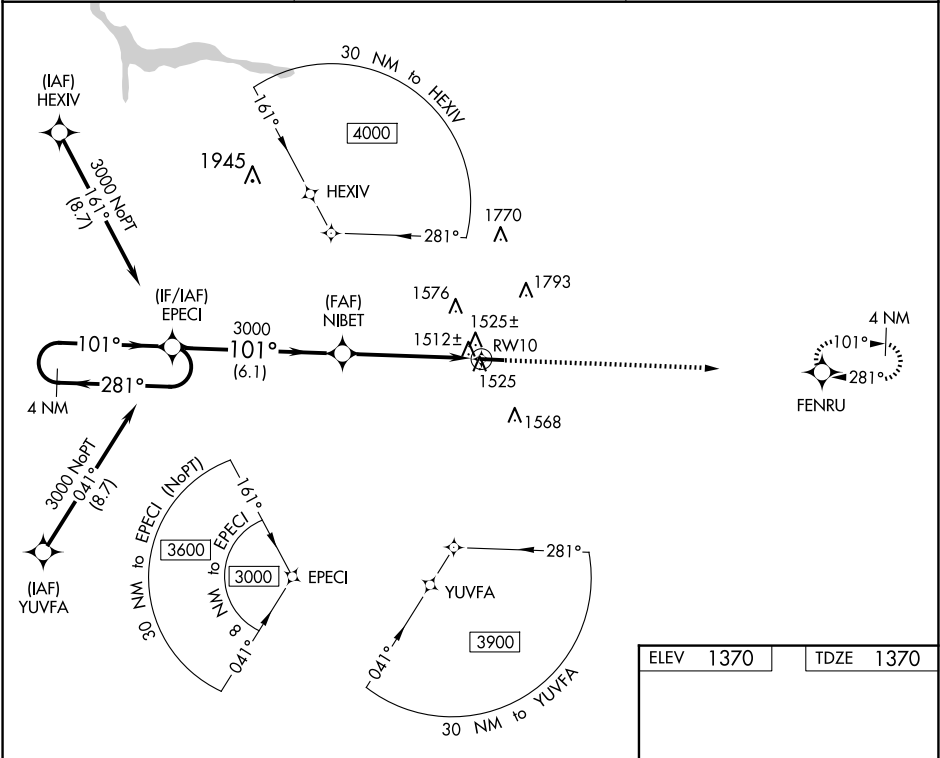 (IAF)
HEXIV
3000 NoPT
161°
(8.7)
30 NM to HEXIV
161°
4000
HEXIV
281°
1945
1770
1793
1576
1525±
1512±
RW10
1525
1568
(IF/IAF)
EPECI
3000
101°
(6.1)
(FAF)
NIBET
101°
281°
4 NM
4 NM
101°
281°
FENRU
3000 NoPT
041°
(8.7)
(IAF)
YUVFA
30 NM to EPECI (NoPT)
161°
3600
8 NM to EPECI
3000
EPECI
041°
281°
YUVFA
3900
041°
30 NM to YUVFA
ELEV 1370
TDZE 1370